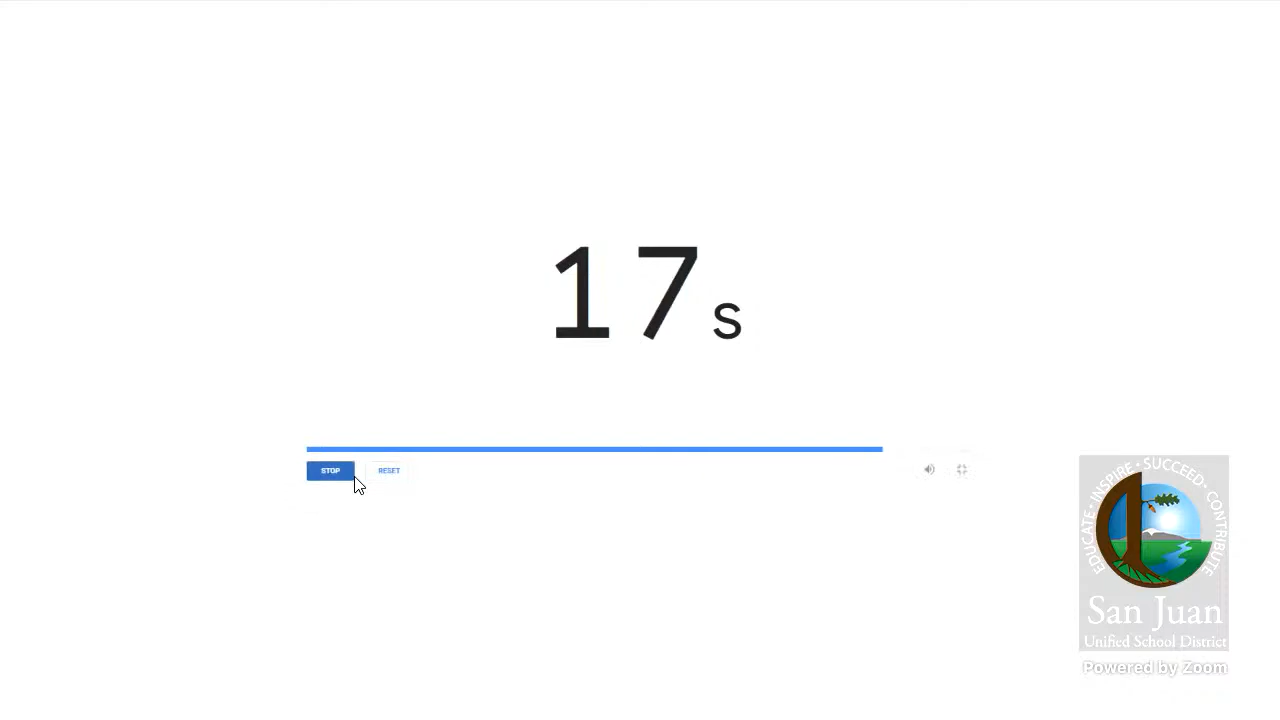 17s
STOP
RESET
EDUCATE • INSPIRE • SUCCEED • CONTRIBUTE
San Juan
Unified School District
Powered by Zoom